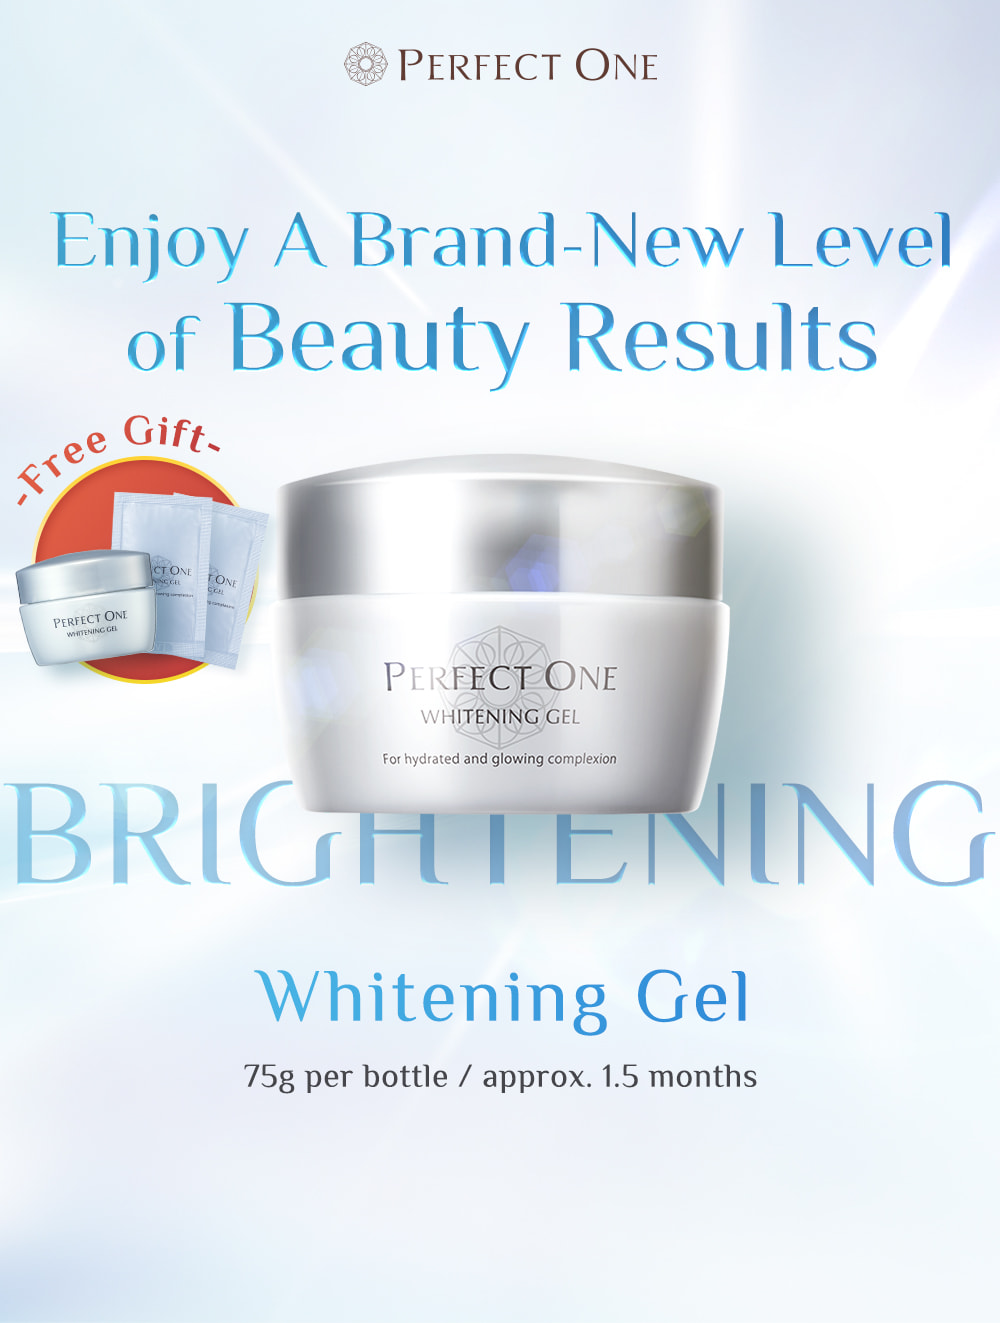 PERFECT ONE
Enjoy A Brand-New Level
of Beauty Results
-Free Gift-
PERFECT ONE
WHITENING GEL
PERFECT ONE
WHITENING GEL
For hydrated and glowing complexion
BRIGHTENING
Whitening Gel
75g per bottle / approx. 1.5 months